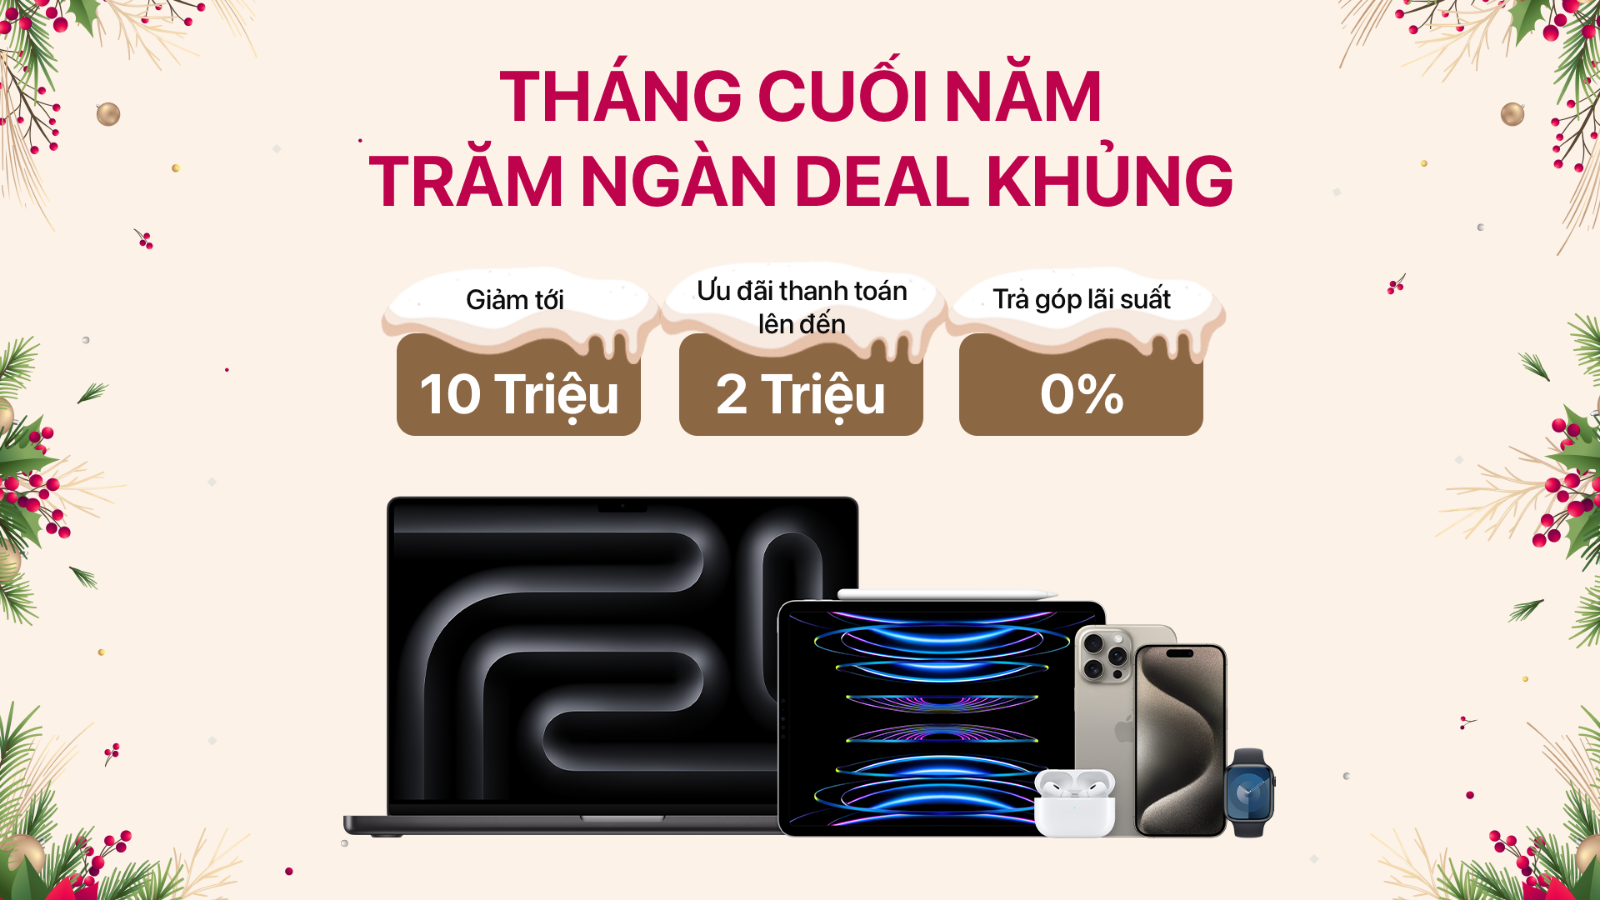 THÁNG CUỐI NĂM
TRĂM NGÀN DEAL KHỦNG
Giảm tới
10 Triệu
Ưu đãi thanh toán
lên đến
2 Triệu
Trả góp lãi suất
0%